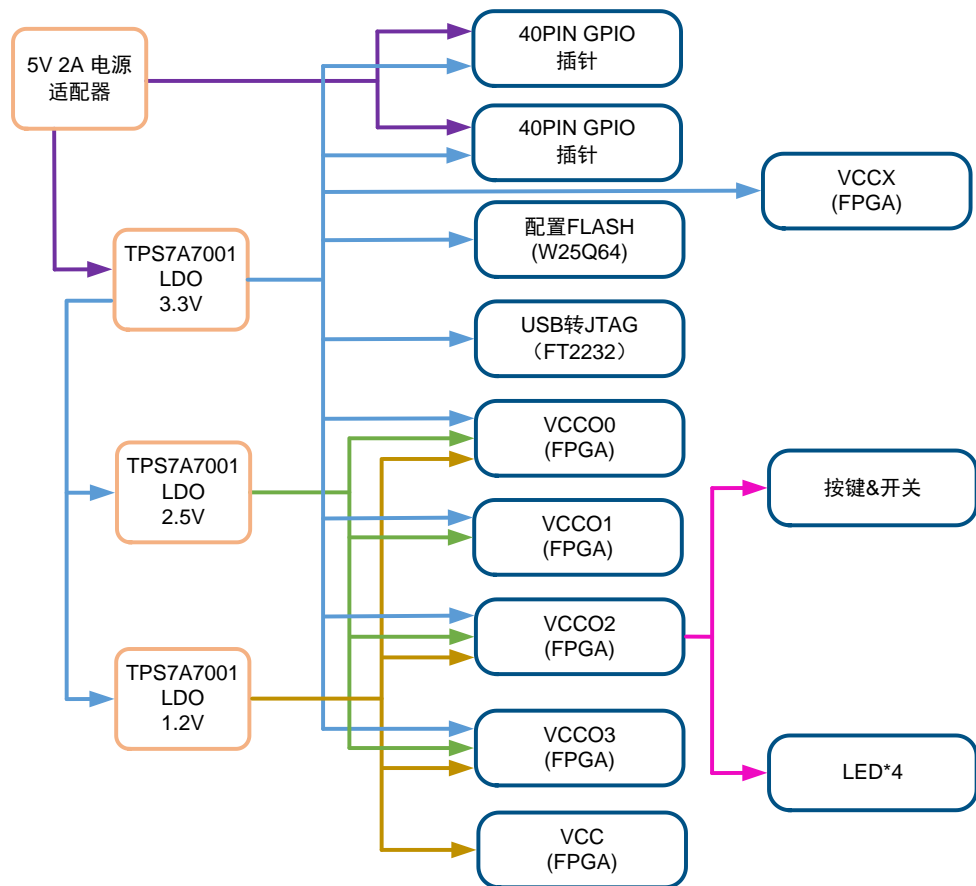 5V 2A 电源
适配器
40PIN GPIO
插针
40PIN GPIO
插针
VCCX
(FPGA)
配置FLASH
(W25Q64)
TPS7A7001
LDO
3.3V
USB转JTAG
（FT2232）
VCCO0
(FPGA)
TPS7A7001
LDO
2.5V
按键&开关
VCCO1
(FPGA)
VCCO2
(FPGA)
TPS7A7001
LDO
1.2V
VCCO3
(FPGA)
LED*4
VCC
(FPGA)